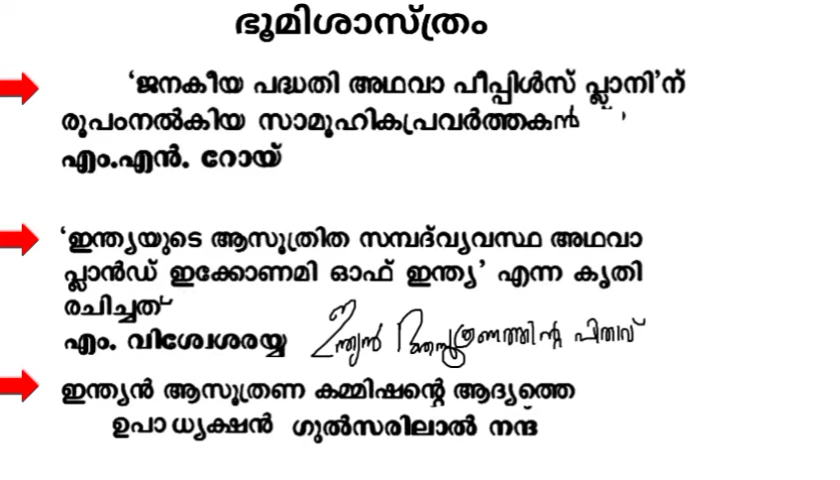 ഭൂമിശാസ്ത്രം
'ജനകീയ പദ്ധതി അഥവാ പീപ്പിൾസ് പ്ലാനി'ന്
രൂപംനൽകിയ സാമൂഹികപ്രവർത്തകൻ
എം.എൻ. റോയ്
'ഇന്ത്യയുടെ ആസൂത്രിത സമ്പദ്‌വ്യവസ്ഥ അഥവാ
പ്ലാൻഡ് ഇക്കോണമി ഓഫ് ഇന്ത്യ' എന്ന കൃതി
രചിച്ചത്
എം. വിശ്വേശരയ്യ ഇന്ത്യൻ ആസൂത്രണത്തിന്റെ പിതാവ്
ഇന്ത്യൻ ആസൂത്രണ കമ്മിഷന്റെ ആദ്യത്തെ
ഉപാധ്യക്ഷൻ ഗുൽസരിലാൽ നന്ദ